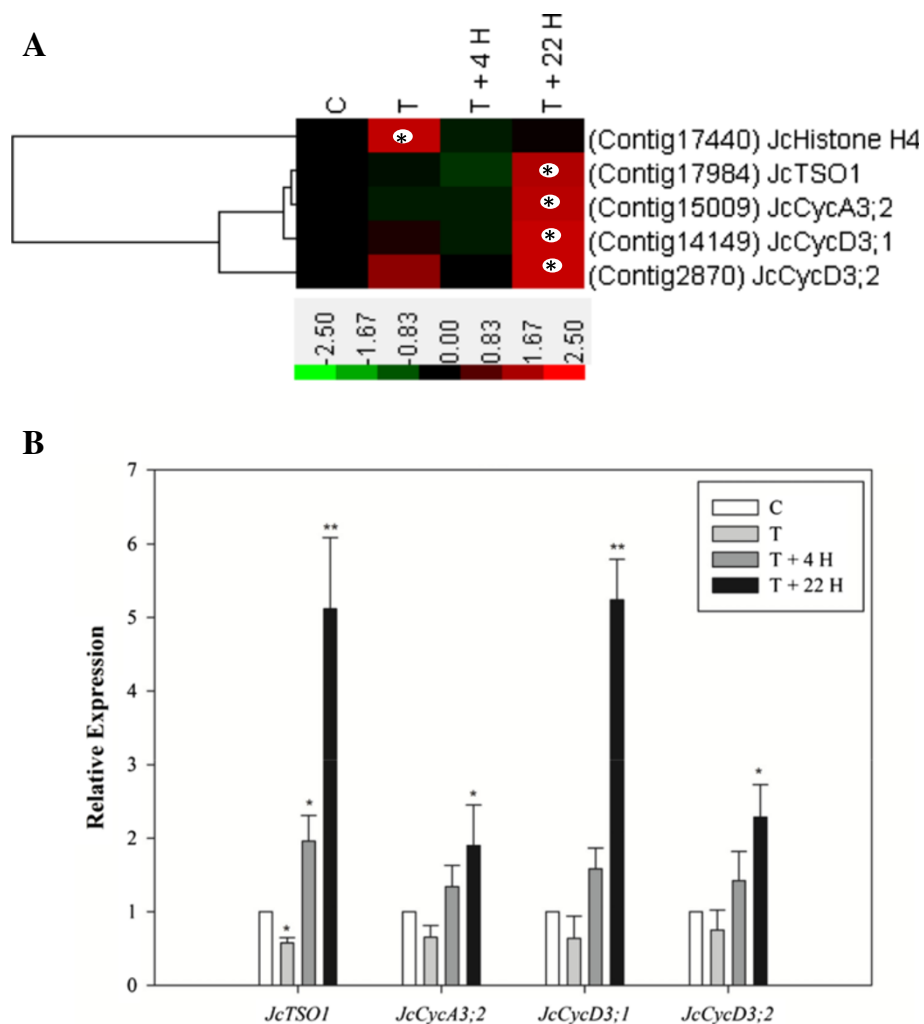 A
C
T
T + 4 H
T + 22 H
* (Contig17440) JcHistone H4
* (Contig17984) JcTSO1
* (Contig15009) JcCycA3;2
* (Contig14149) JcCycD3;1
* (Contig2870) JcCycD3;2
-2.50
-1.67
-0.83
0.00
0.83
1.67
2.50
B
Relative Expression
7
6
5
4
3
2
1
0
C
T
T + 4 H
T + 22 H
* * **
*
**
*
JcTSO1
JcCycA3;2
JcCycD3;1
JcCycD3;2